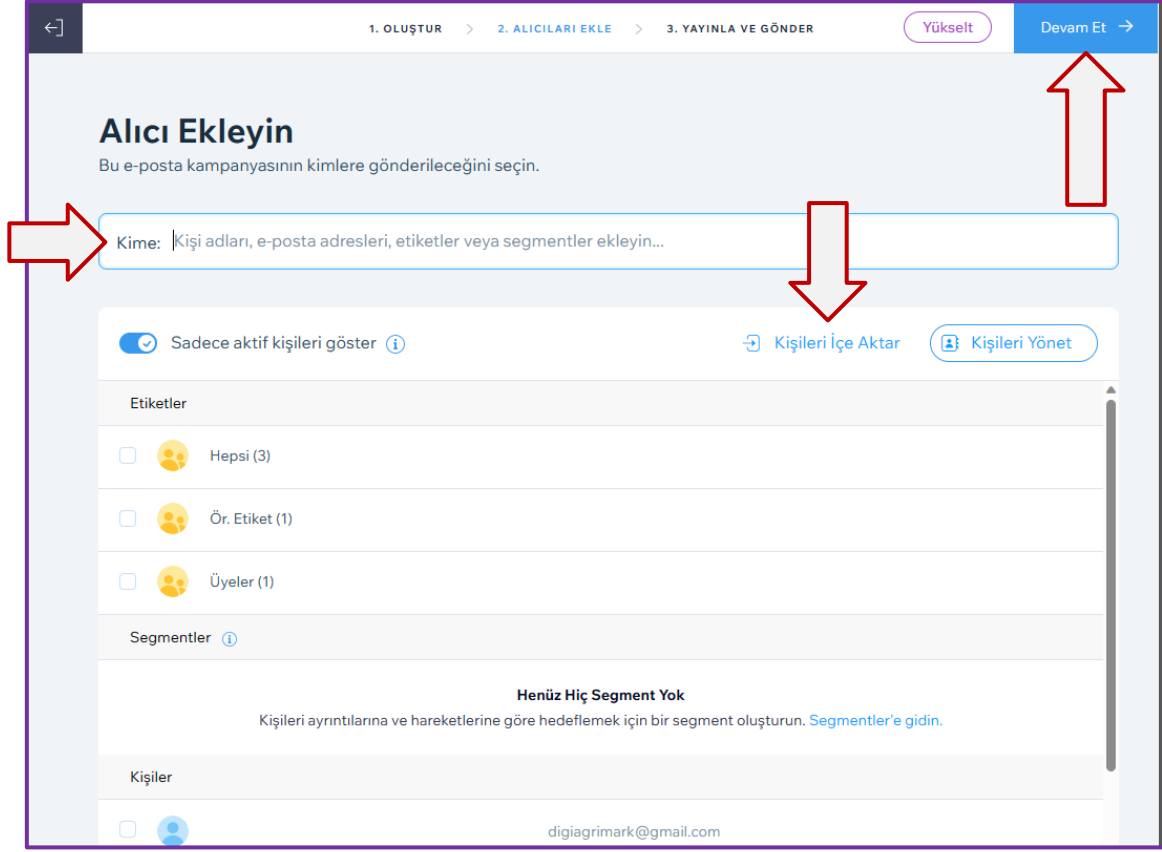 1. OLUŞTUR > 2. ALICILARI EKLE > 3. YAYINLA VE GÖNDER Yükselt Devam Et →
Alıcı Ekleyin
Bu e-posta kampanyasının kimlere gönderileceğini seçin.
Kime: Kişi adları, e-posta adresleri, etiketler veya segmentler ekleyin...
Sadece aktif kişileri göster Kişileri İçe Aktar Kişileri Yönet
Etiketler
Hepsi (3)
Ör. Etiket (1)
Üyeler (1)
Segmentler
Henüz Hiç Segment Yok
Kişileri ayrıntılarına ve hareketlerine göre hedeflemek için bir segment oluşturun. Segmentler'e gidin.
Kişiler
digiagrimark@gmail.com